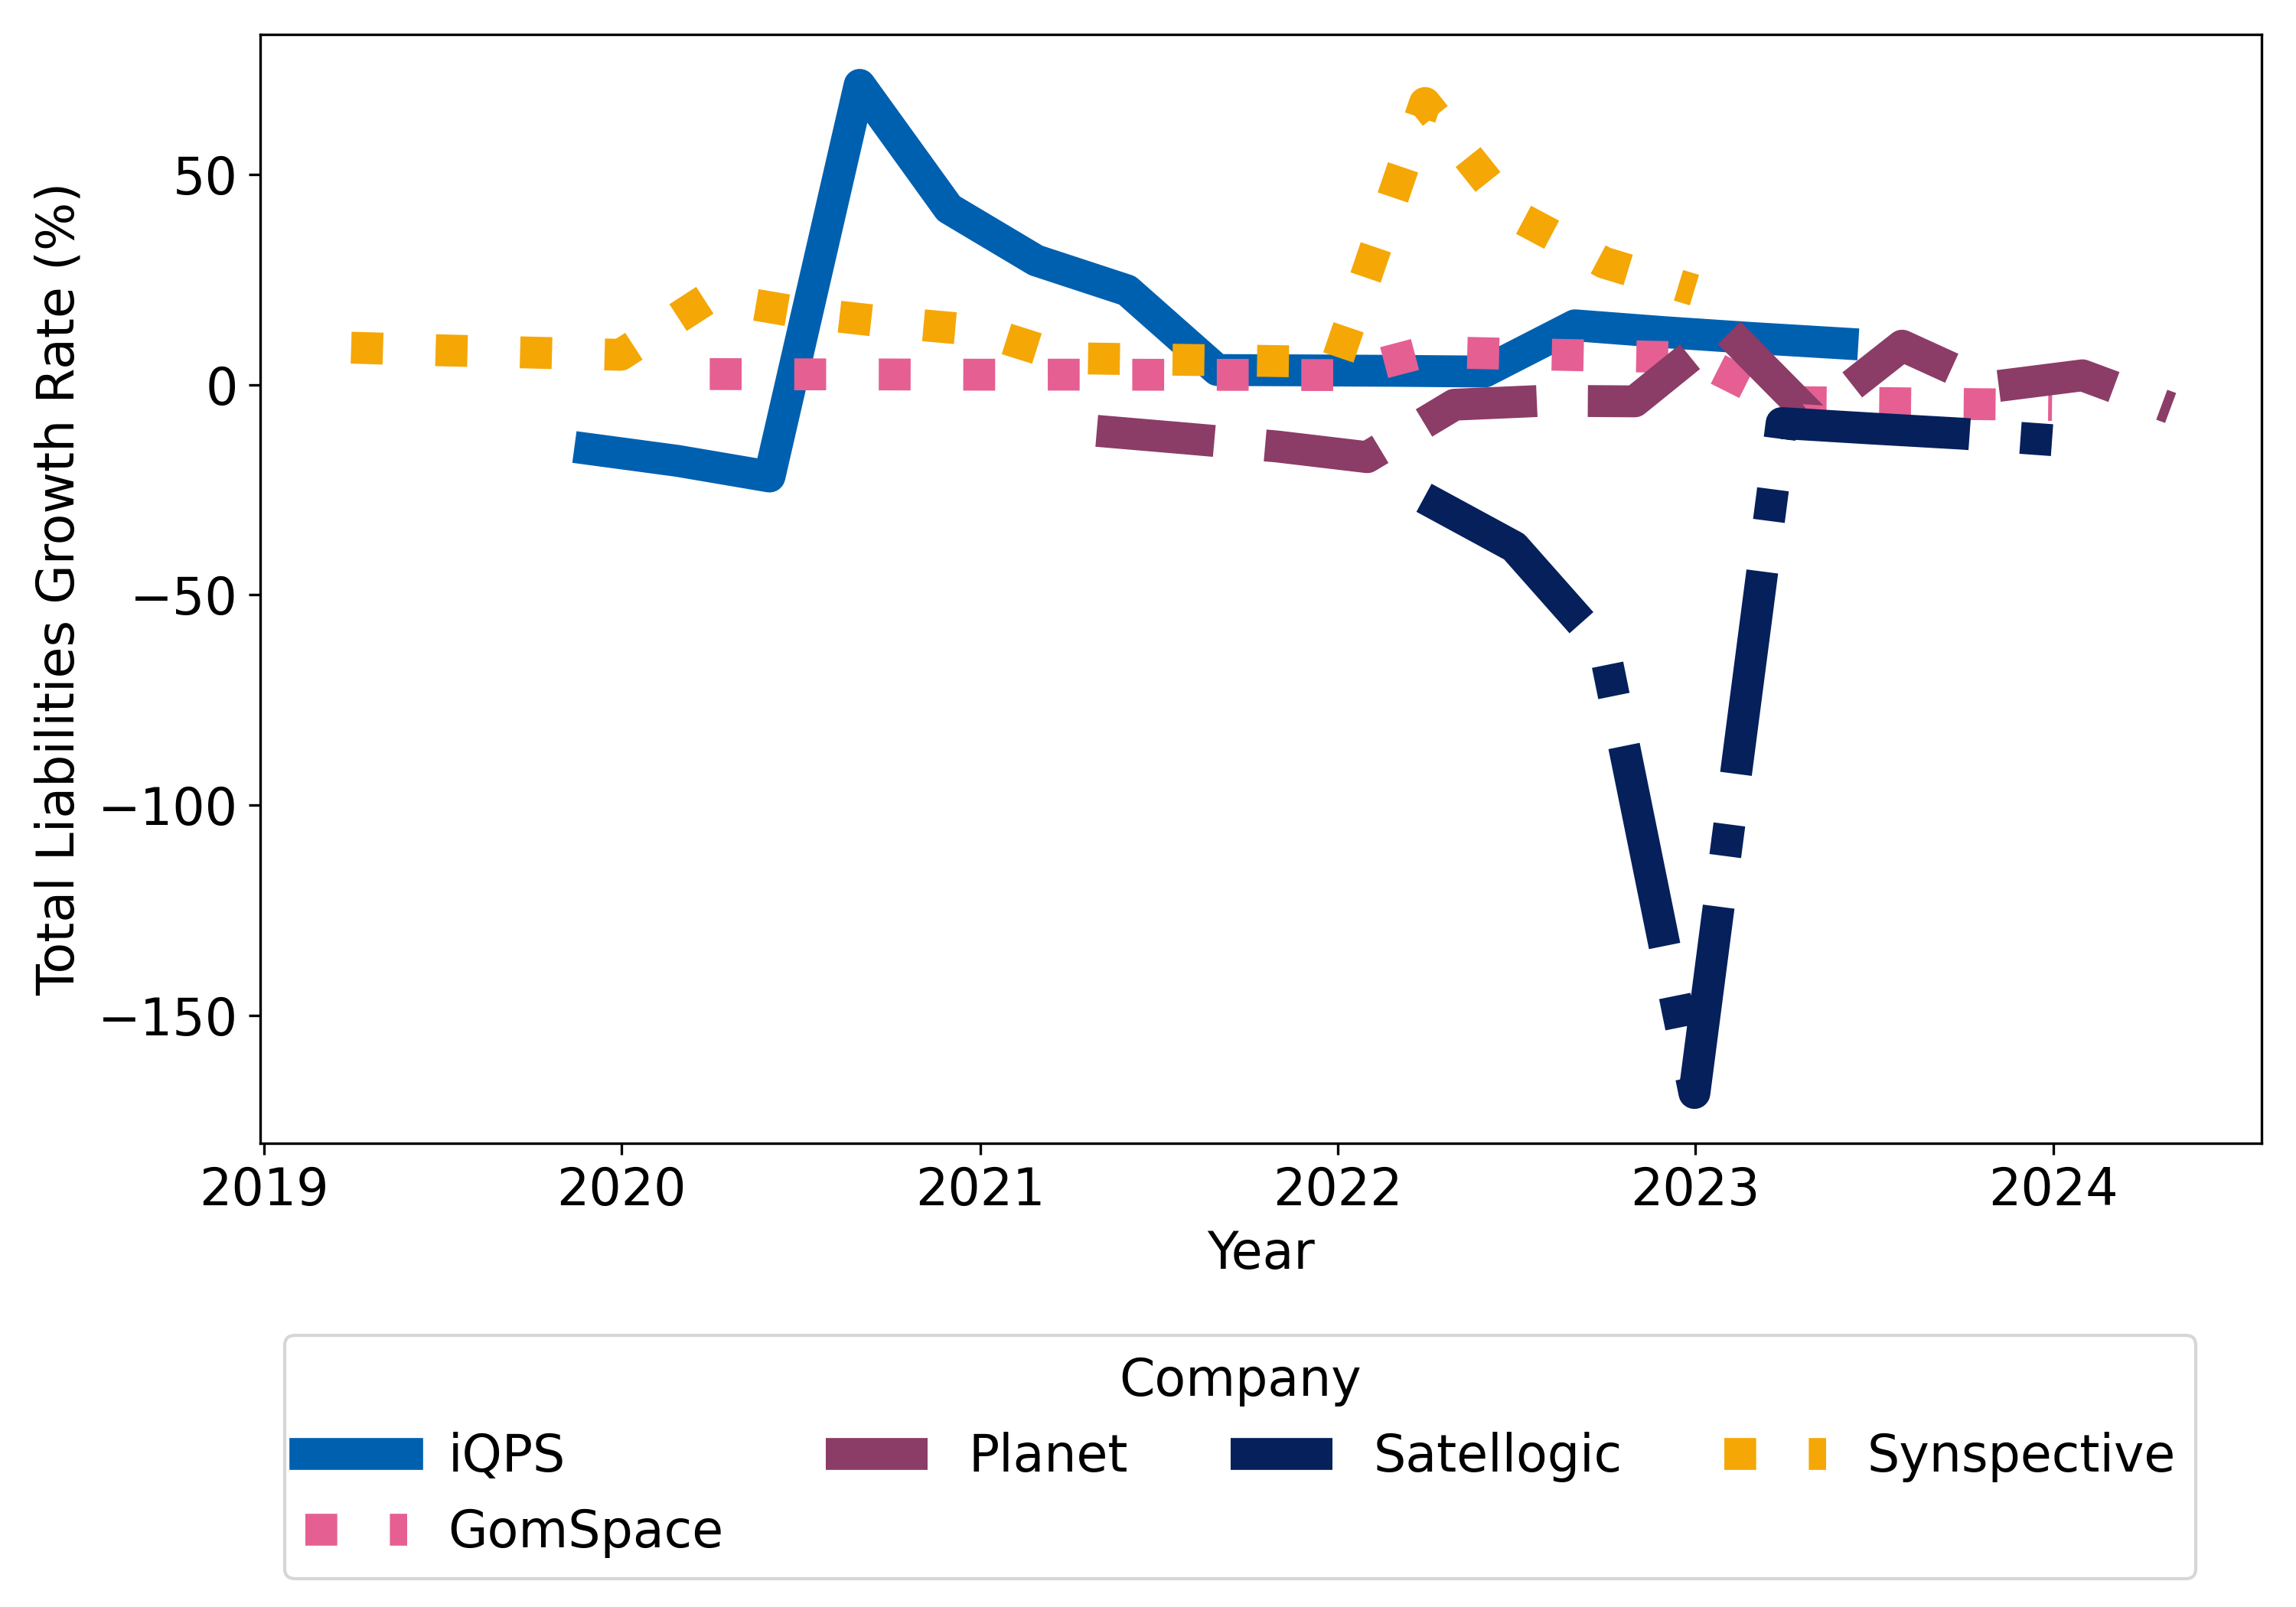 Total Liabilities Growth Rate (%)
50
0
−50
−100
−150
2019 2020 2021 2022 2023 2024
Year
Company
iQPS Planet Satellogic Synspective
GomSpace